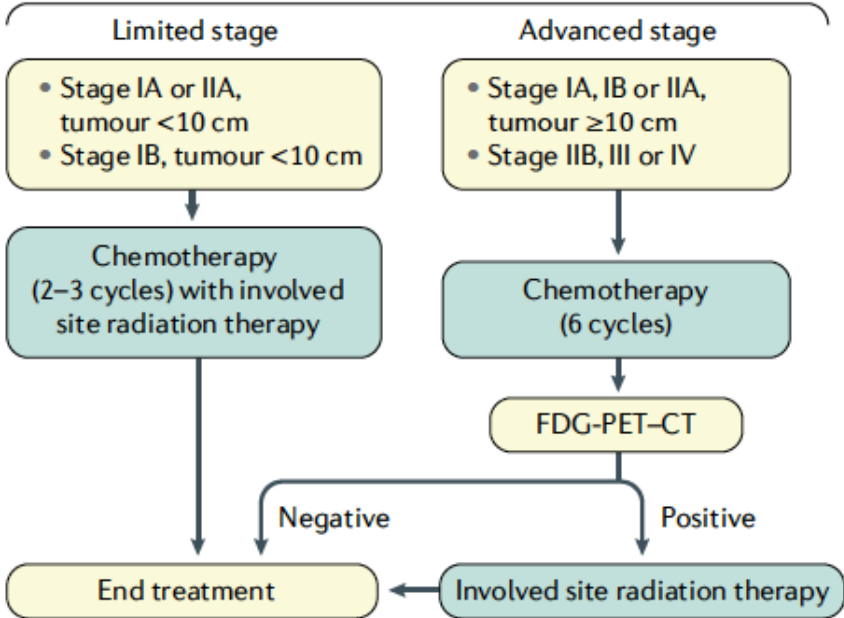 Limited stage
Advanced stage
• Stage IA or IIA,
tumour <10 cm
• Stage IB, tumour <10 cm
• Stage IA, IB or IIA,
tumour ≥10 cm
• Stage IIB, III or IV
Chemotherapy
(2–3 cycles) with involved
site radiation therapy
Chemotherapy
(6 cycles)
FDG-PET–CT
Negative
Positive
End treatment
Involved site radiation therapy